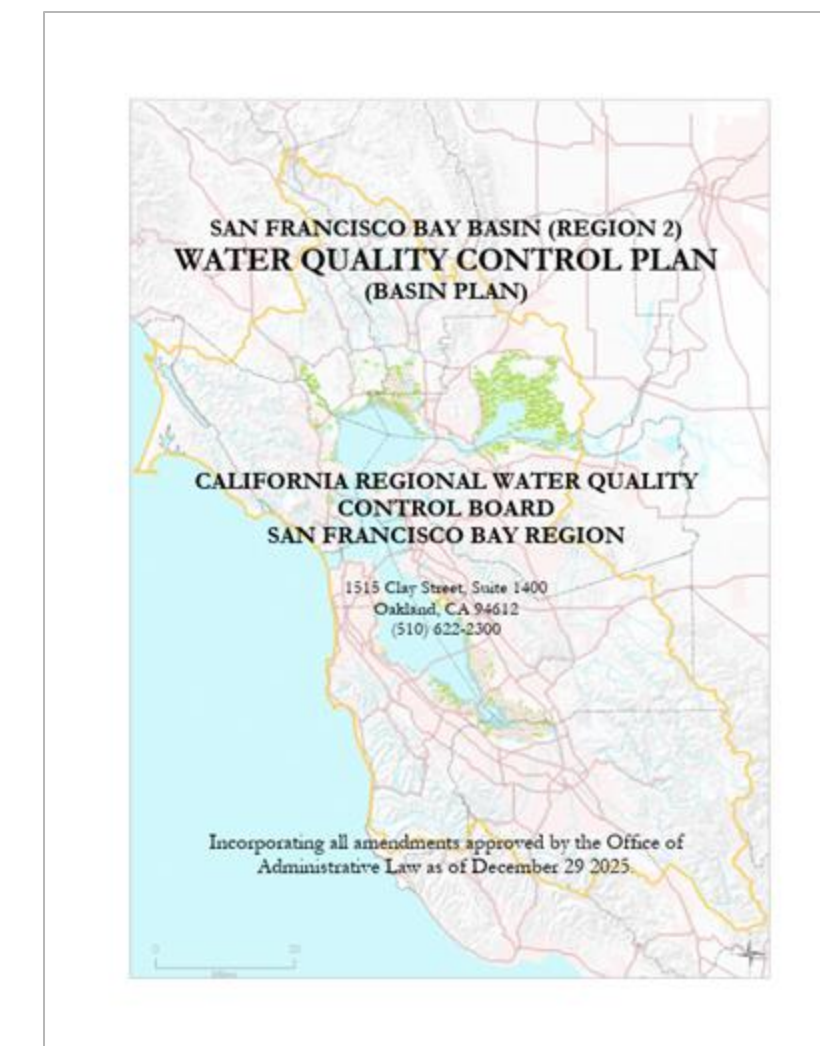 SAN FRANCISCO BAY BASIN (REGION 2)
WATER QUALITY CONTROL PLAN
(BASIN PLAN)
CALIFORNIA REGIONAL WATER QUALITY
CONTROL BOARD
SAN FRANCISCO BAY REGION
1515 Clay Street, Suite 1400
Oakland, CA 94612
(510) 622-2300
Incorporating all amendments approved by the Office of
Administrative Law as of December 29 2025.
0